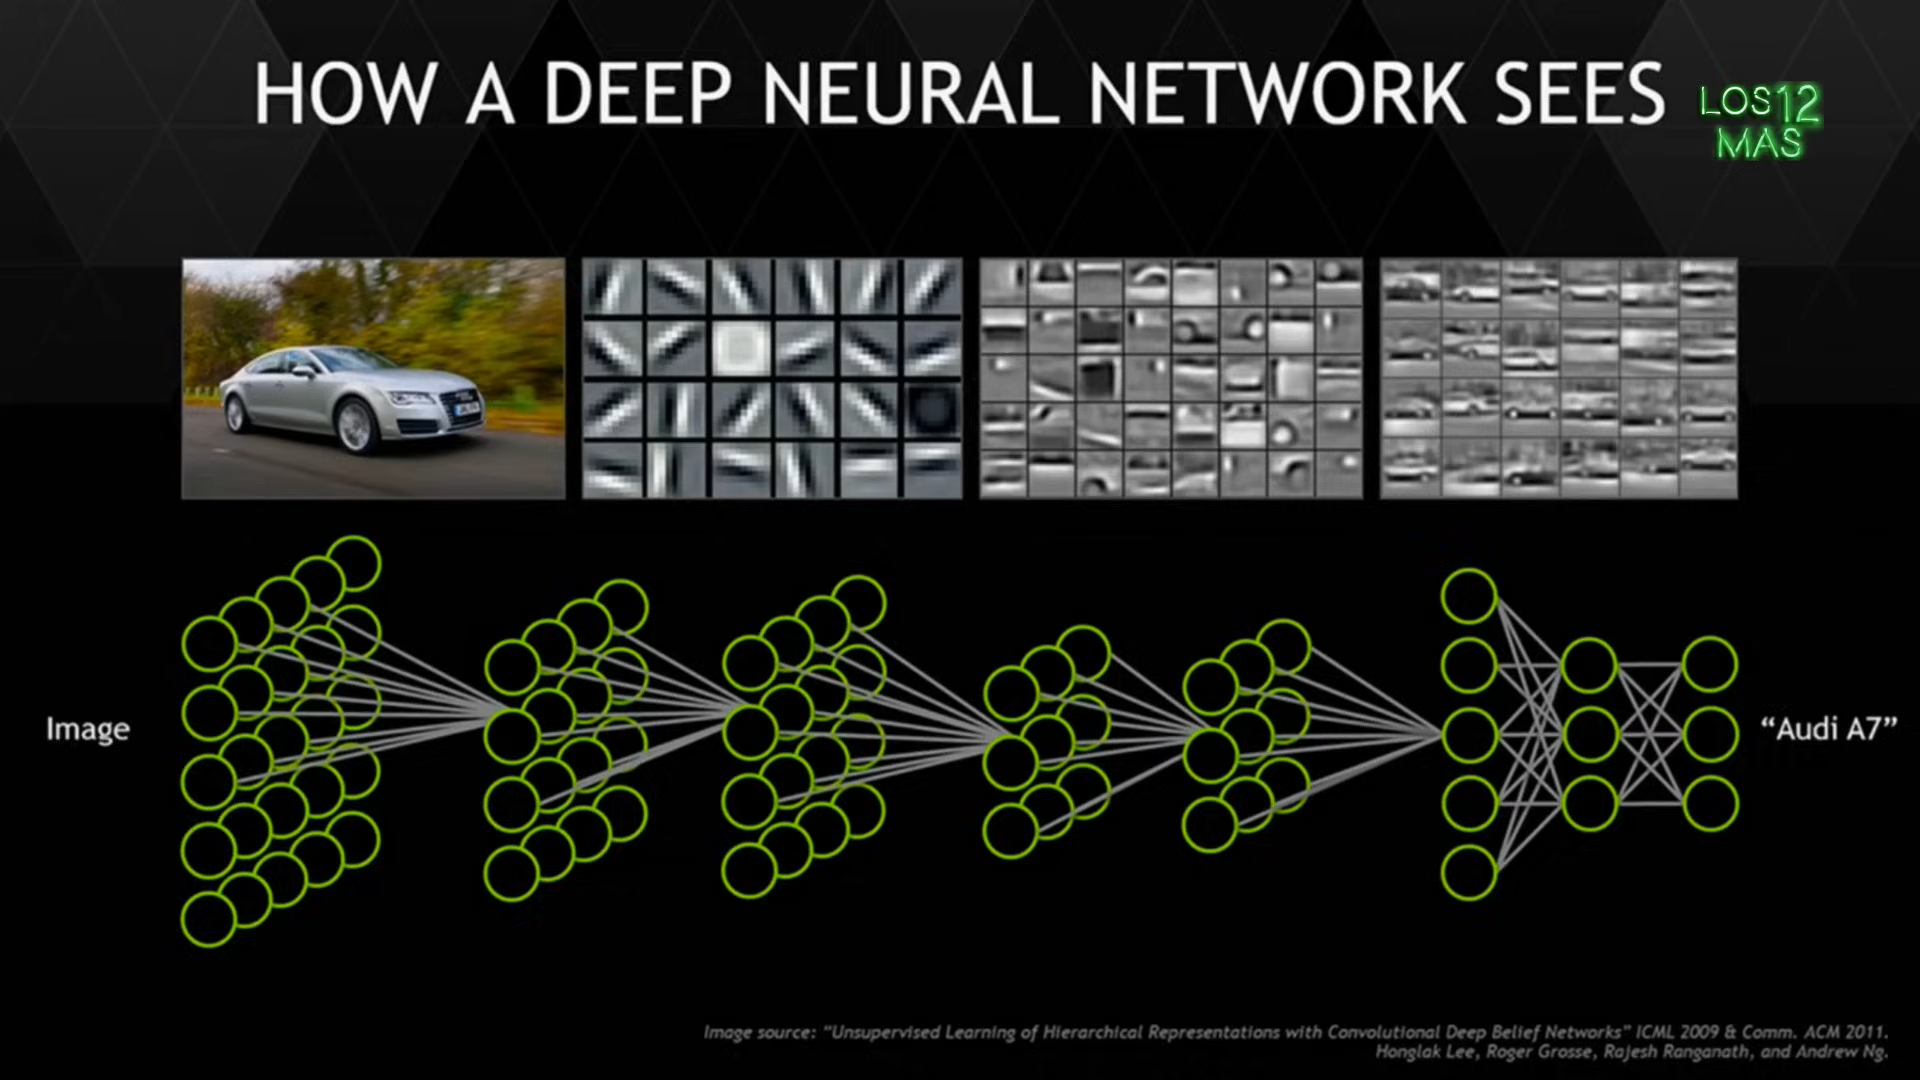 HOW A DEEP NEURAL NETWORK SEES
LOS12
MAS
Image
“Audi A7”
Image source: “Unsupervised Learning of Hierarchical Representations with Convolutional Deep Belief Networks” ICML 2009 & Comm. ACM 2011.
Honglak Lee, Roger Grosse, Rajesh Ranganath, and Andrew Ng.